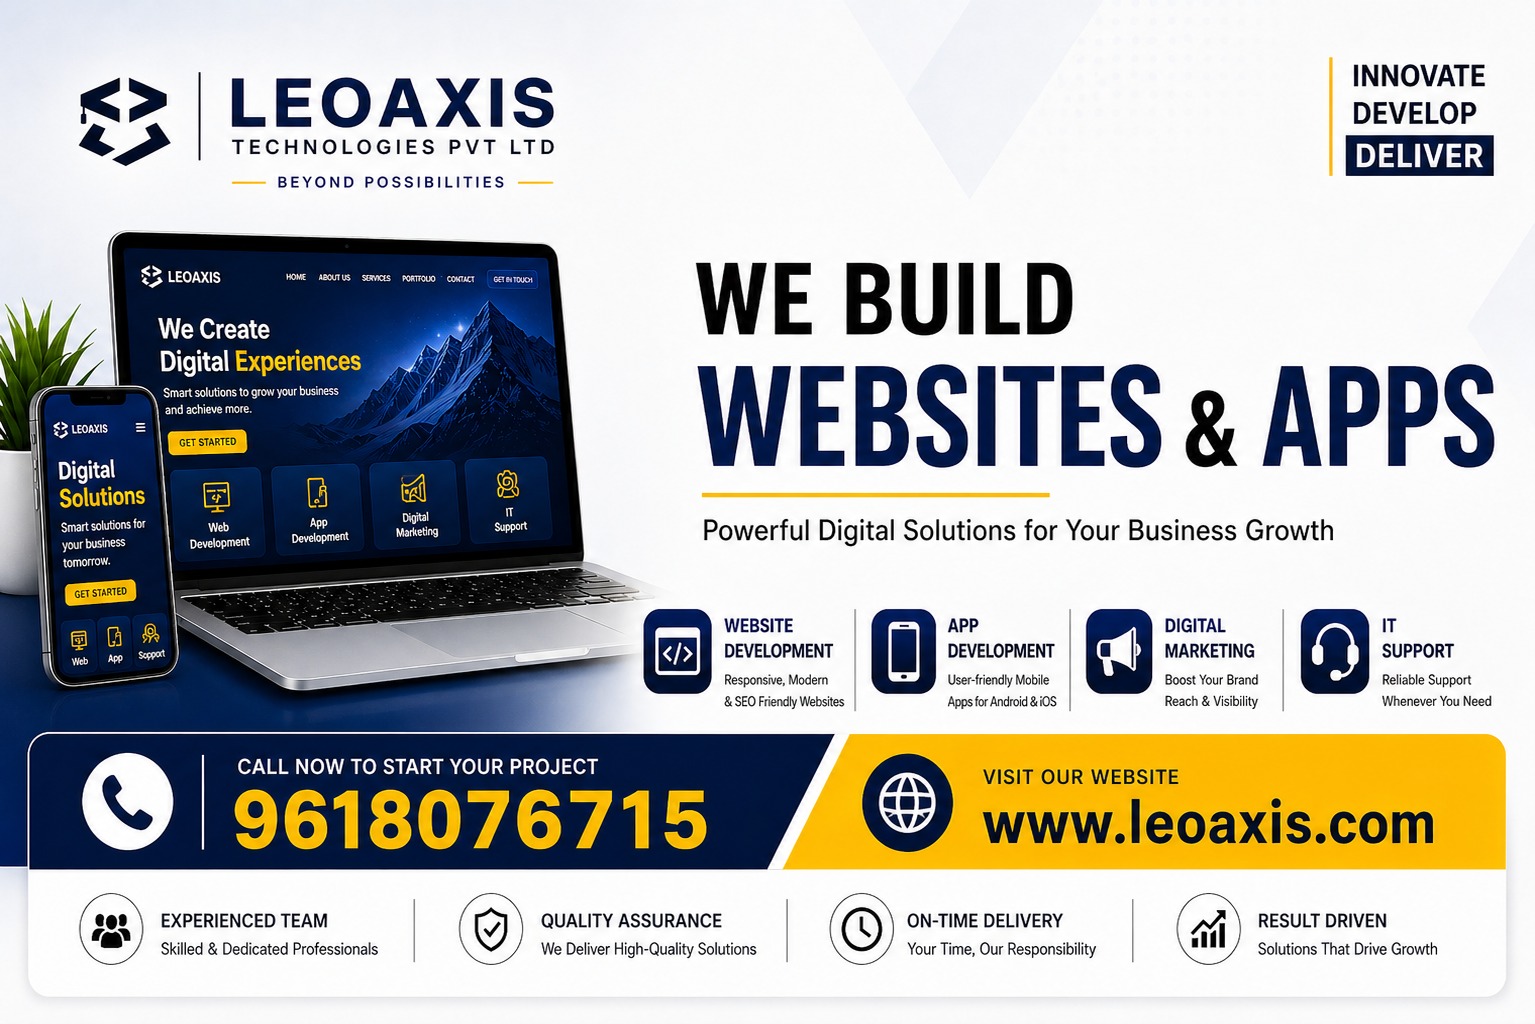 LEOAXIS
TECHNOLOGIES PVT LTD
BEYOND POSSIBILITIES
INNOVATE
DEVELOP
DELIVER
LEOAXIS
HOME ABOUT US SERVICES PORTFOLIO CONTACT GET IN TOUCH
We Create
Digital Experiences
Smart solutions to grow your business
and achieve more.
GET STARTED
Web
Development
App
Development
Digital
Marketing
IT
Support
LEOAXIS
Digital
Solutions
Smart solutions for
your business
tomorrow.
GET STARTED
Web App Support
WE BUILD
WEBSITES & APPS
Powerful Digital Solutions for Your Business Growth
WEBSITE
DEVELOPMENT
Responsive, Modern
& SEO Friendly Websites
APP
DEVELOPMENT
User-friendly Mobile
Apps for Android & iOS
DIGITAL
MARKETING
Boost Your Brand
Reach & Visibility
IT
SUPPORT
Reliable Support
Whenever You Need
CALL NOW TO START YOUR PROJECT
9618076715
VISIT OUR WEBSITE
www.leoaxis.com
EXPERIENCED TEAM
Skilled & Dedicated Professionals
QUALITY ASSURANCE
We Deliver High-Quality Solutions
ON-TIME DELIVERY
Your Time, Our Responsibility
RESULT DRIVEN
Solutions That Drive Growth